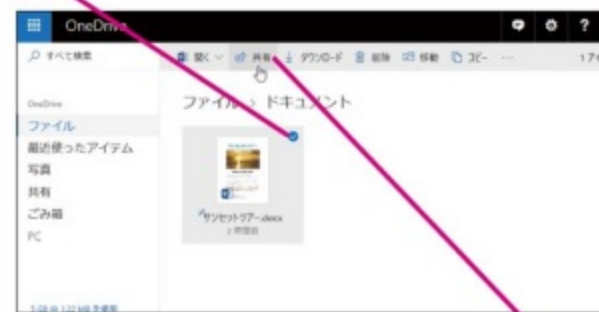 OneDrive
?
すべて検索
開く 共有 ダウンロード 削除 移動 コピー ...
OneDrive
ファイル > ドキュメント
ファイル
最近使ったアイテム
写真
共有
ごみ箱
PC
サンセットツアー.docx
2 時間前